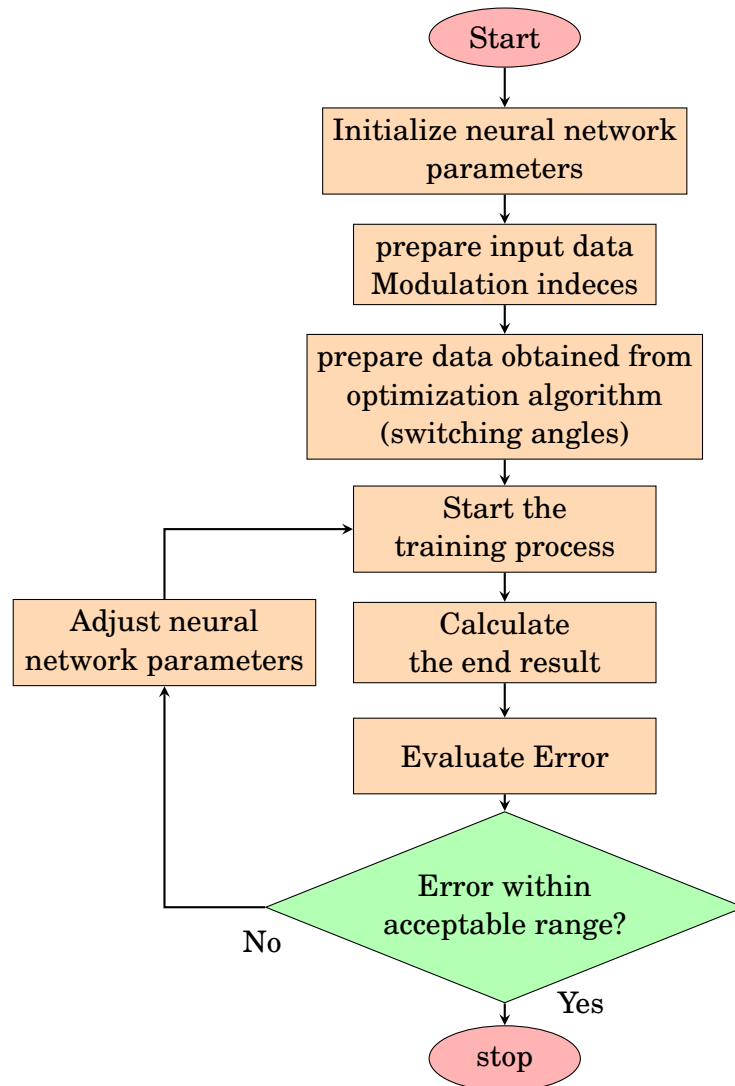 Start
Initialize neural network
parameters
prepare input data
Modulation indeces
prepare data obtained from
optimization algorithm
(switching angles)
Start the
training process
Adjust neural
network parameters
Calculate
the end result
Evaluate Error
Error within
acceptable range?
No
Yes
stop